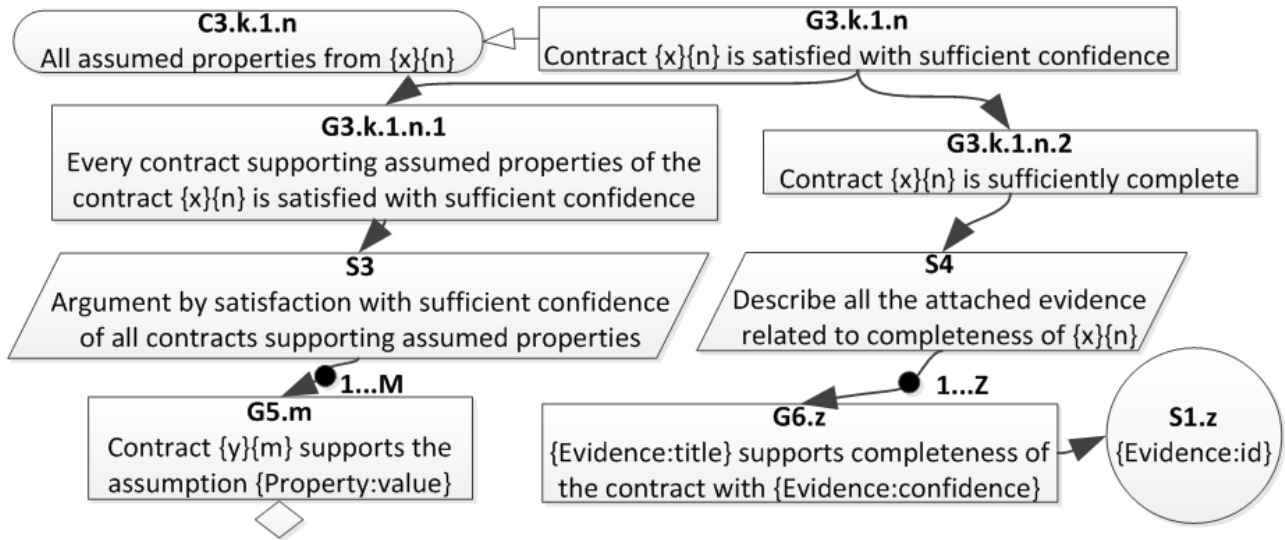 C3.k.1.n
All assumed properties from {x}{n}
G3.k.1.n
Contract {x}{n} is satisfied with sufficient confidence
G3.k.1.n.1
Every contract supporting assumed properties of the
contract {x}{n} is satisfied with sufficient confidence
G3.k.1.n.2
Contract {x}{n} is sufficiently complete
S3
Argument by satisfaction with sufficient confidence
of all contracts supporting assumed properties
S4
Describe all the attached evidence
related to completeness of {x}{n}
1...M
G5.m
Contract {y}{m} supports the
assumption {Property:value}
1...Z
G6.z
{Evidence:title} supports completeness of
the contract with {Evidence:confidence}
S1.z
{Evidence:id}